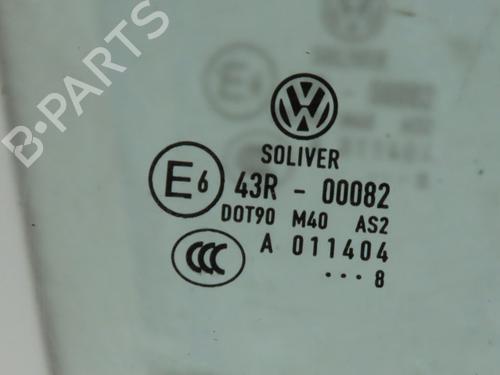 B-PARTS
SOLIVER
E6 43R - 00082
DOT90 M40 AS2
CCC A 011404
... 8